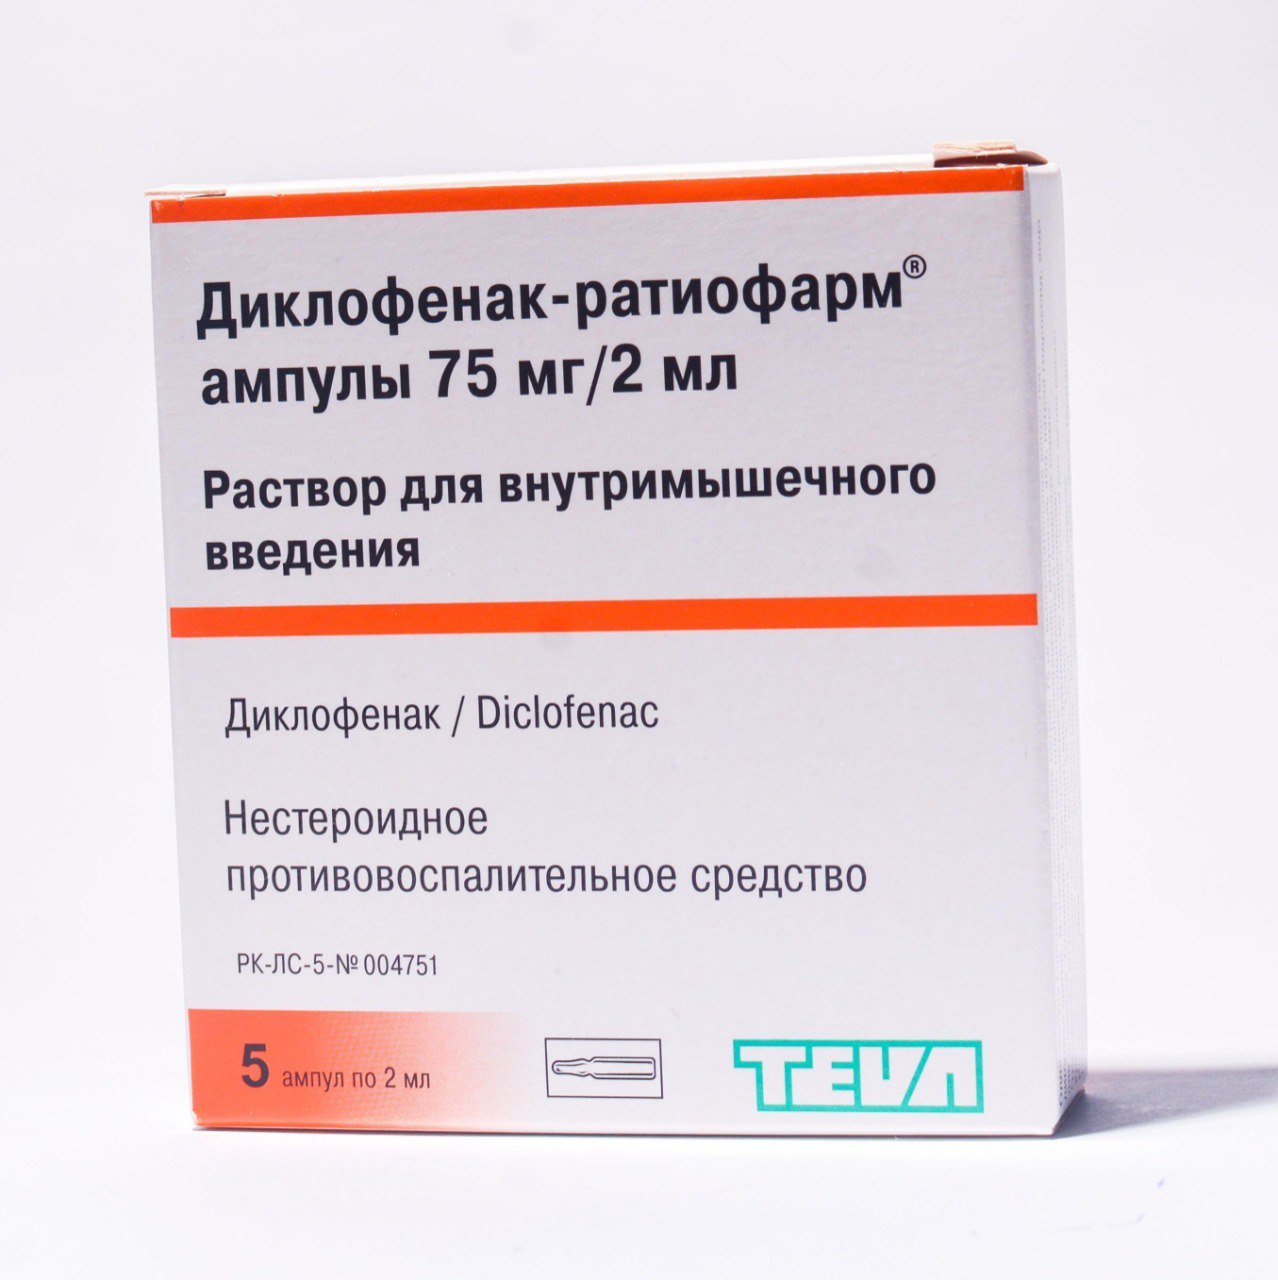 Диклофенак-ратиофарм®
ампулы 75 мг/2 мл
Раствор для внутримышечного
введения
Диклофенак / Diclofenac
Нестероидное
противовоспалительное средство
РК-ЛС-5-№ 004751
5 ампул по 2 мл
TEVA